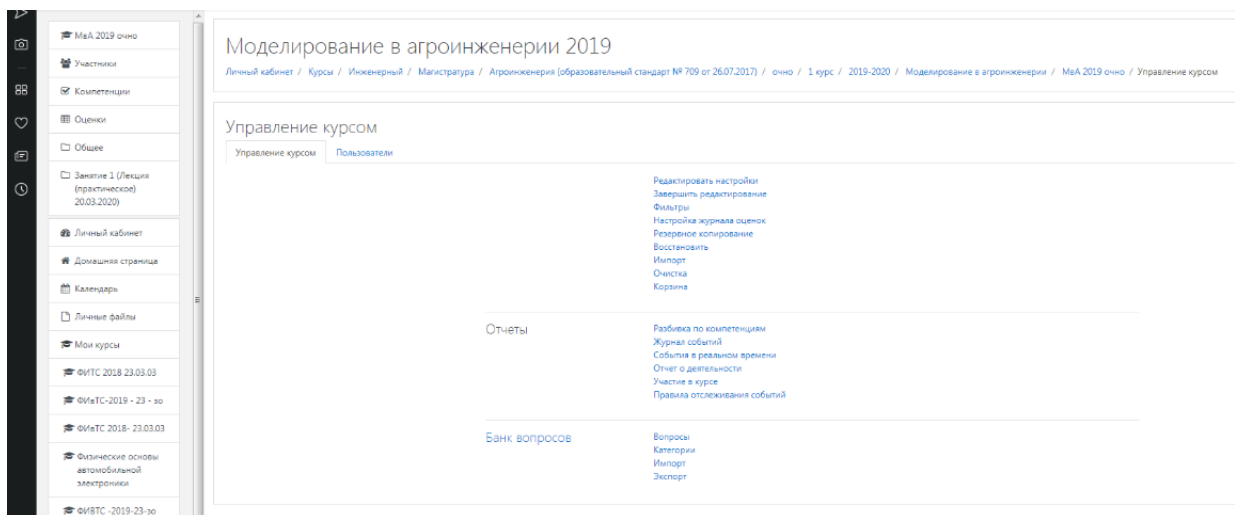 МвА 2019 очно
Участники
Компетенции
Оценки
Общее
Занятие 1 (Лекция
(практическое)
20.03.2020)
Личный кабинет
Домашняя страница
Календарь
Личные файлы
Мои курсы
ФИТС 2018 23.03.03
ФИвТС-2019 - 23 - зо
ФИвТС 2018- 23.03.03
Физические основы
автомобильной
электроники
ФИВТС -2019-23-зо
Моделирование в агроинженерии 2019
Личный кабинет / Курсы / Инженерный / Магистратура / Агроинженерия (образовательный стандарт № 709 от 26.07.2017) / очно / 1 курс / 2019-2020 / Моделирование в агроинженерии / МвА 2019 очно / Управление курсом
Управление курсом
Управление курсом Пользователи
Редактировать настройки
Завершить редактирование
Фильтры
Настройка журнала оценок
Резервное копирование
Восстановить
Импорт
Очистка
Корзина
Отчеты
Разбивка по компетенциям
Журнал событий
События в реальном времени
Отчет о деятельности
Участие в курсе
Правила отслеживания событий
Банк вопросов
Вопросы
Категории
Импорт
Экспорт